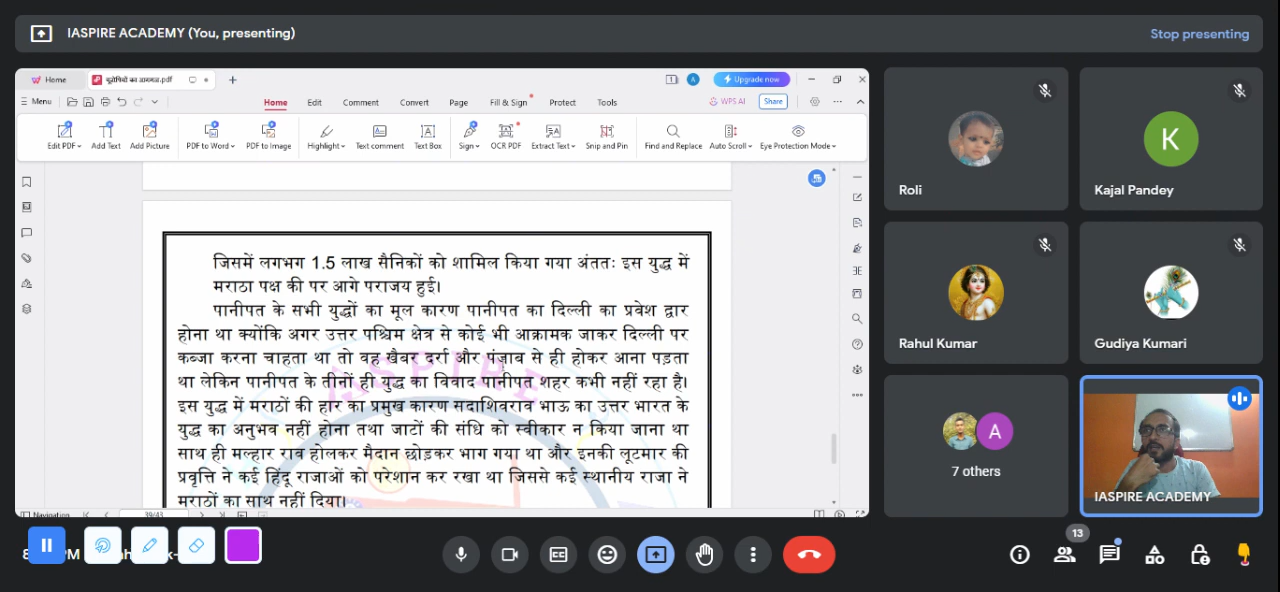 IASPIRE ACADEMY (You, presenting)
Stop presenting
Home
यूरोपियों का आगमन.pdf
Upgrade now
Menu
Home Edit Comment Convert Page Fill & Sign Protect Tools
WPS AI
Share
Edit PDF Add Text Add Picture PDF to Word PDF to Image Highlight Text comment Text Box Sign OCR PDF Extract Text Snip and Pin Find and Replace Auto Scroll Eye Protection Mode
जिसमें लगभग 1.5 लाख सैनिकों को शामिल किया गया अंततः इस युद्ध में
मराठा पक्ष की पर आगे पराजय हुई।
पानीपत के सभी युद्धों का मूल कारण पानीपत का दिल्ली का प्रवेश द्वार
होना था क्योंकि अगर उत्तर पश्चिम क्षेत्र से कोई भी आक्रामक जाकर दिल्ली पर
कब्जा करना चाहता था तो वह खैबर दर्रा और पंजाब से ही होकर आना पड़ता
था लेकिन पानीपत के तीनों ही युद्ध का विवाद पानीपत शहर कभी नहीं रहा है।
इस युद्ध में मराठों की हार का प्रमुख कारण सदाशिवराव भाऊ का उत्तर भारत के
युद्ध का अनुभव नहीं होना तथा जाटों की संधि को स्वीकार न किया जाना था
साथ ही मल्हार राव होलकर मैदान छोड़कर भाग गया था और इनकी लूटमार की
प्रवृत्ति ने कई हिंदू राजाओं को परेशान कर रखा था जिससे कई स्थानीय राजा ने
मराठों का साथ नहीं दिया।
Navigation
39/43
Roli
K
Kajal Pandey
Rahul Kumar
Gudiya Kumari
A
7 others
IASPIRE ACADEMY
13